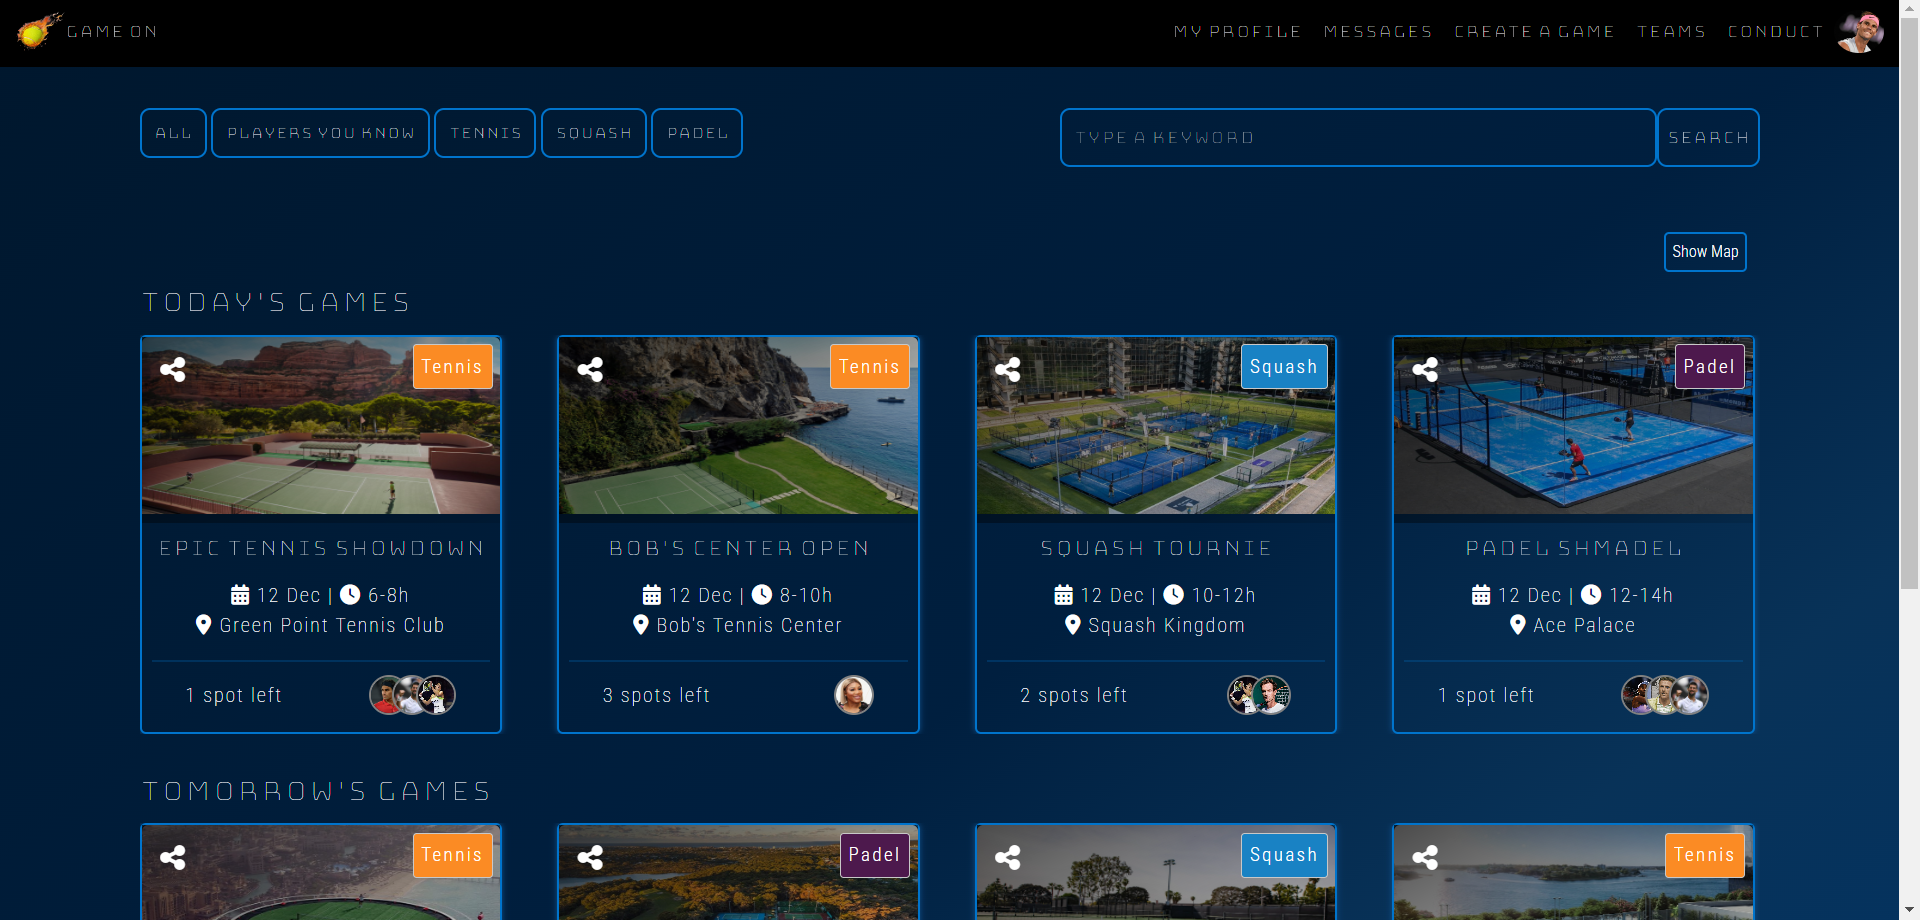 GAME ON
MY PROFILE MESSAGES CREATE A GAME TEAMS CONDUCT
ALL PLAYERS YOU KNOW TENNIS SQUASH PADEL
TYPE A KEYWORD SEARCH
Show Map
TODAY'S GAMES
Tennis
EPIC TENNIS SHOWDOWN
12 Dec | 6-8h
Green Point Tennis Club
1 spot left
Tennis
BOB'S CENTER OPEN
12 Dec | 8-10h
Bob's Tennis Center
3 spots left
Squash
SQUASH TOURNIE
12 Dec | 10-12h
Squash Kingdom
2 spots left
Padel
PADEL SHMADEL
12 Dec | 12-14h
Ace Palace
1 spot left
TOMORROW'S GAMES
Tennis
Padel
Squash
Tennis